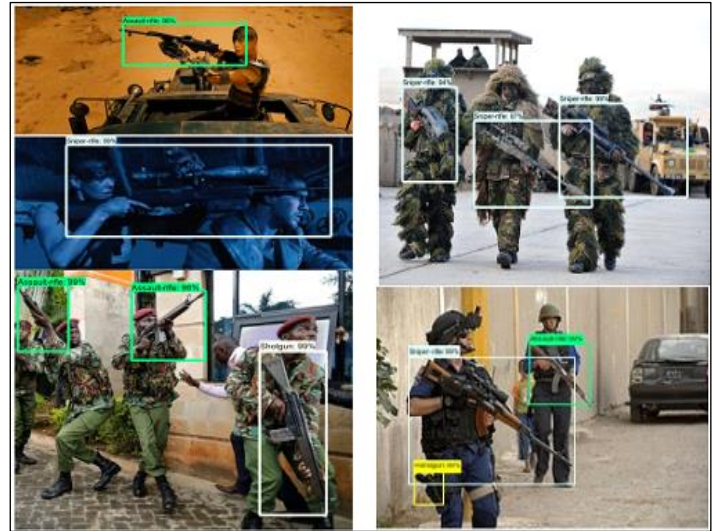 Assault-rifle: 98%
Sniper-rifle: 99%
Assault-rifle: 99%
Assault-rifle: 98%
Shotgun: 99%
Sniper-rifle: 94%
Sniper-rifle: 97%
Sniper-rifle: 99%
Sniper-rifle: 99%
Assault-rifle: 99%
Handgun: 99%